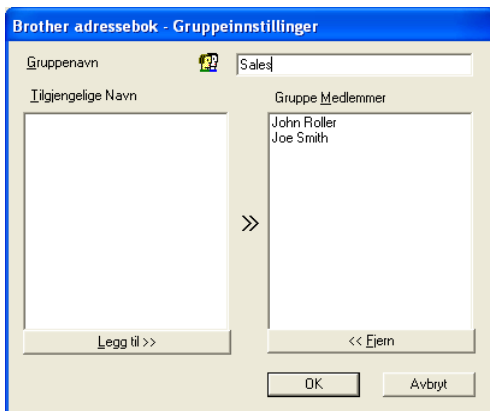 Brother adressebok - Gruppeinnstillinger
Gruppenavn
Sales
Tilgjengelige Navn
Gruppe Medlemmer
John Roller
Joe Smith
Legg til >>
<< Fjern
OK
Avbryt